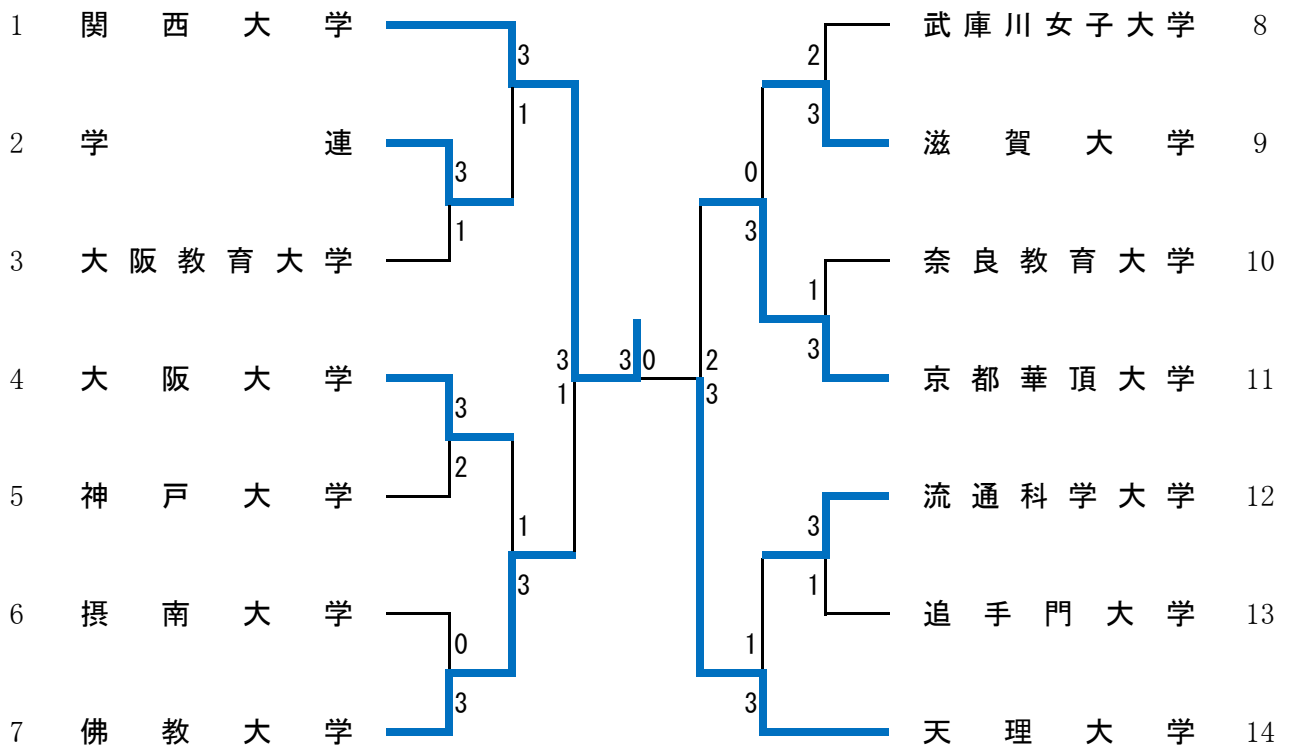 1 関西大学
3
1
2 学連
3
1
3 大阪教育大学
4 大阪大学
3
2
5 神戸大学
1
3
6 摂南大学
0
3
7 佛教大学
3
1
3 0
2
3
武庫川女子大学 8
2
3
滋賀大学 9
0
3
奈良教育大学 10
1
3
京都華頂大学 11
流通科学大学 12
3
1
追手門大学 13
1
3
天理大学 14